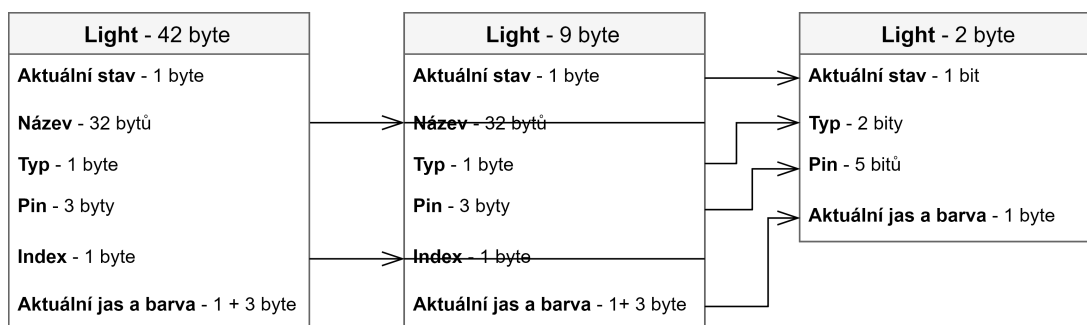 Light - 42 byte
Aktuální stav - 1 byte
Název - 32 bytů
Typ - 1 byte
Pin - 3 byty
Index - 1 byte
Aktuální jas a barva - 1 + 3 byte
Light - 9 byte
Aktuální stav - 1 byte
Název - 32 bytů
Typ - 1 byte
Pin - 3 byty
Index - 1 byte
Aktuální jas a barva - 1+ 3 byte
Light - 2 byte
Aktuální stav - 1 bit
Typ - 2 bity
Pin - 5 bitů
Aktuální jas a barva - 1 byte